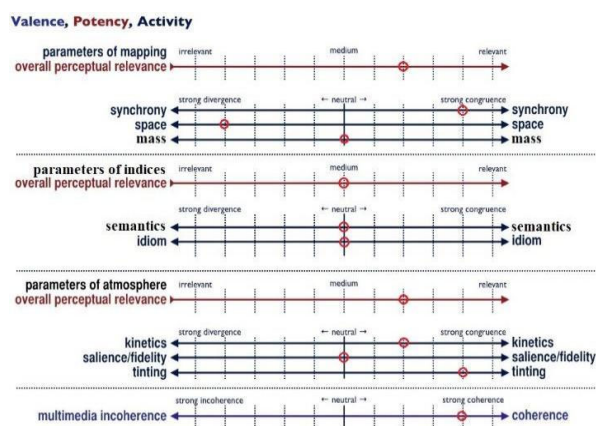 Valence, Potency, Activity
parameters of mapping irrelevant medium relevant
overall perceptual relevance
strong divergence ← neutral → strong congruence
synchrony synchrony
space space
mass mass
parameters of indices irrelevant medium relevant
overall perceptual relevance
strong divergence ← neutral → strong congruence
semantics semantics
idiom idiom
parameters of atmosphere irrelevant medium relevant
overall perceptual relevance
strong divergence ← neutral → strong congruence
kinetics kinetics
salience/fidelity salience/fidelity
tinting tinting
strong incoherence ← neutral → strong coherence
multimedia incoherence coherence